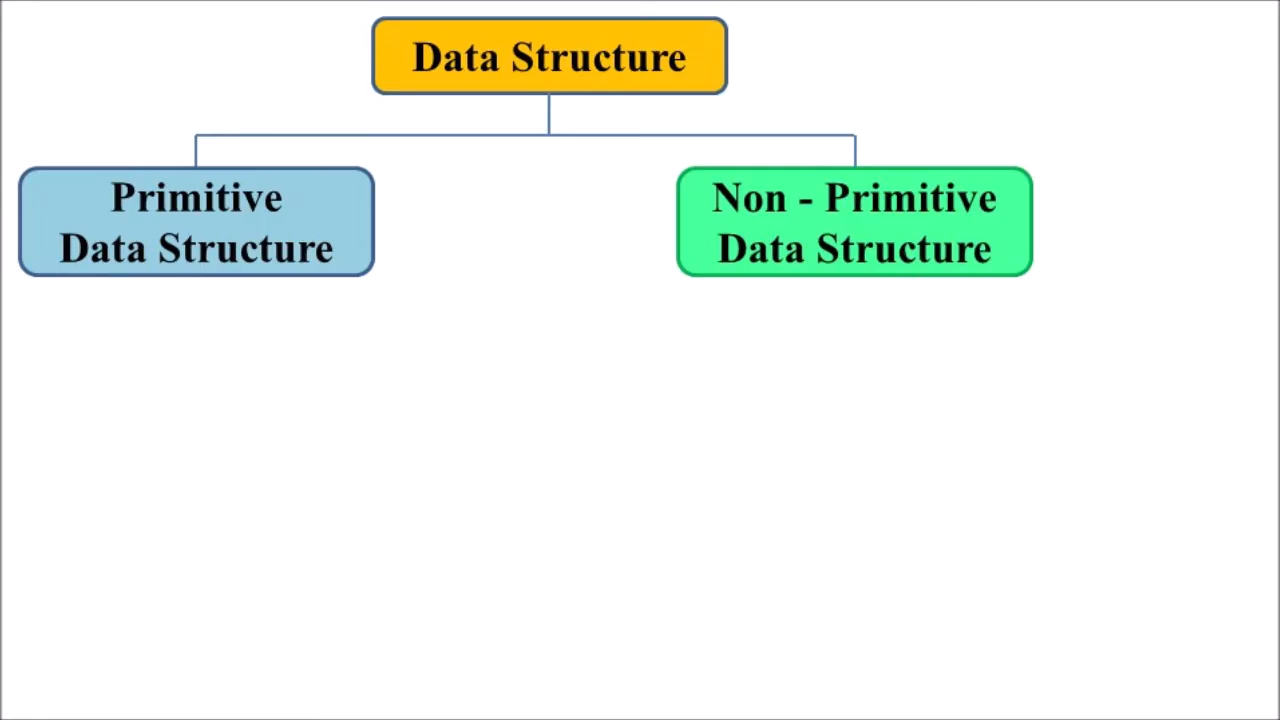 Data Structure
Primitive
Data Structure
Non - Primitive
Data Structure